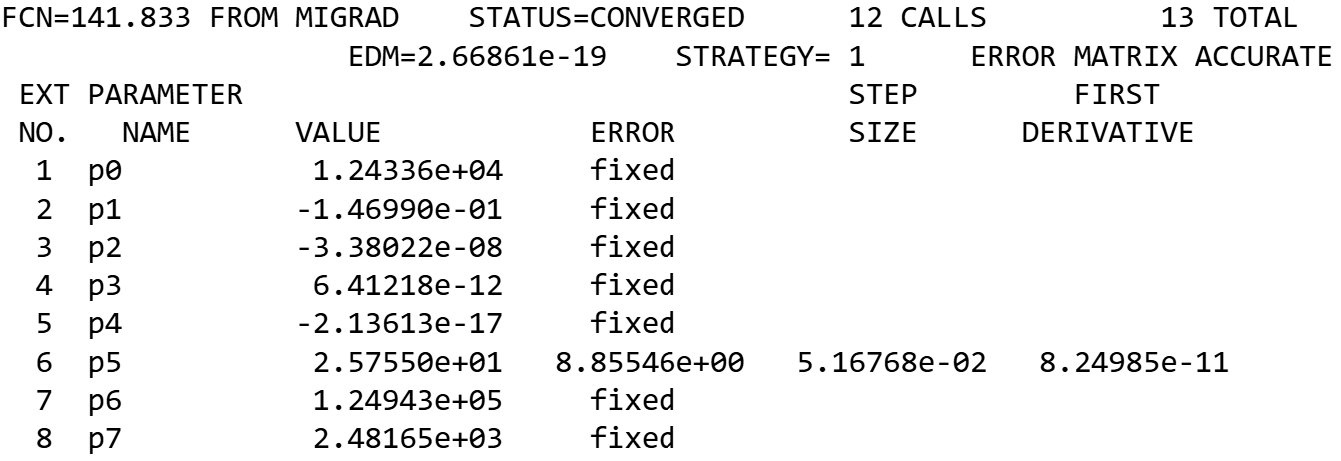 FCN=141.833 FROM MIGRAD    STATUS=CONVERGED      12 CALLS          13 TOTAL
                    EDM=2.66861e-19    STRATEGY= 1      ERROR MATRIX ACCURATE
 EXT PARAMETER                                   STEP         FIRST
 NO.   NAME      VALUE            ERROR          SIZE      DERIVATIVE
  1  p0           1.24336e+04     fixed
  2  p1          -1.46990e-01     fixed
  3  p2          -3.38022e-08     fixed
  4  p3           6.41218e-12     fixed
  5  p4          -2.13613e-17     fixed
  6  p5           2.57550e+01   8.85546e+00   5.16768e-02   8.24985e-11
  7  p6           1.24943e+05     fixed
  8  p7           2.48165e+03     fixed